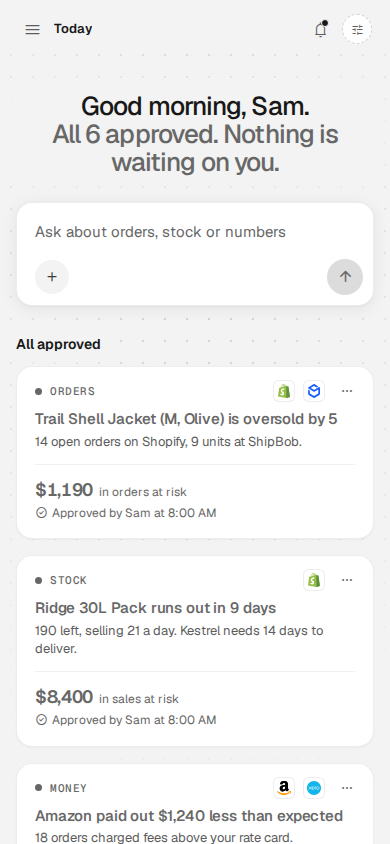 Today
Good morning, Sam.
All 6 approved. Nothing is
waiting on you.
Ask about orders, stock or numbers
All approved
ORDERS
Trail Shell Jacket (M, Olive) is oversold by 5
14 open orders on Shopify, 9 units at ShipBob.
$1,190 in orders at risk
Approved by Sam at 8:00 AM
STOCK
Ridge 30L Pack runs out in 9 days
190 left, selling 21 a day. Kestrel needs 14 days to
deliver.
$8,400 in sales at risk
Approved by Sam at 8:00 AM
MONEY
Amazon paid out $1,240 less than expected
18 orders charged fees above your rate card.